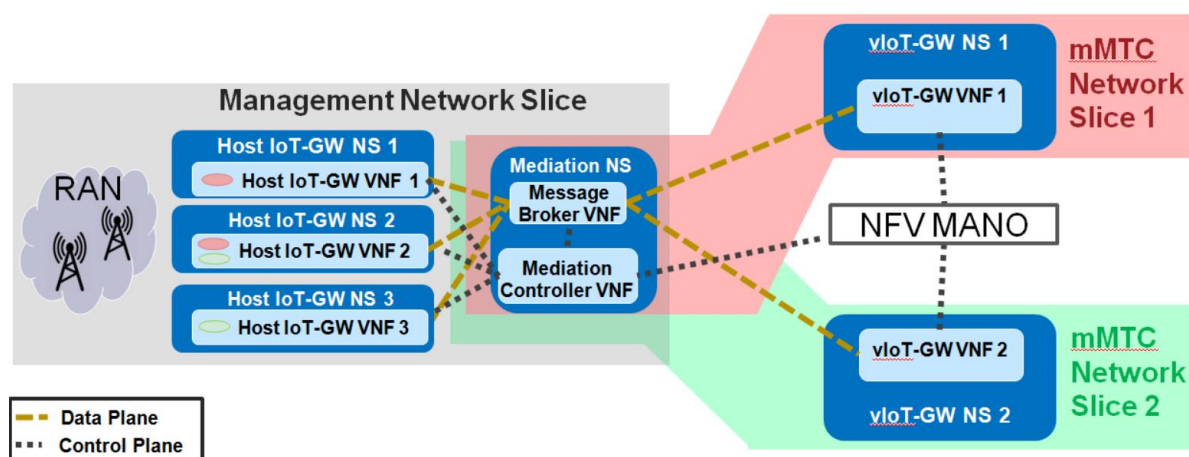 Management Network Slice
RAN
Host IoT-GW NS 1
Host IoT-GW VNF 1
Host IoT-GW NS 2
Host IoT-GW VNF 2
Host IoT-GW NS 3
Host IoT-GW VNF 3
Mediation NS
Message
Broker VNF
Mediation
Controller VNF
vIoT-GW NS 1
vIoT-GW VNF 1
mMTC
Network
Slice 1
NFV MANO
vIoT-GW VNF 2
vIoT-GW NS 2
mMTC
Network
Slice 2
Data Plane
Control Plane